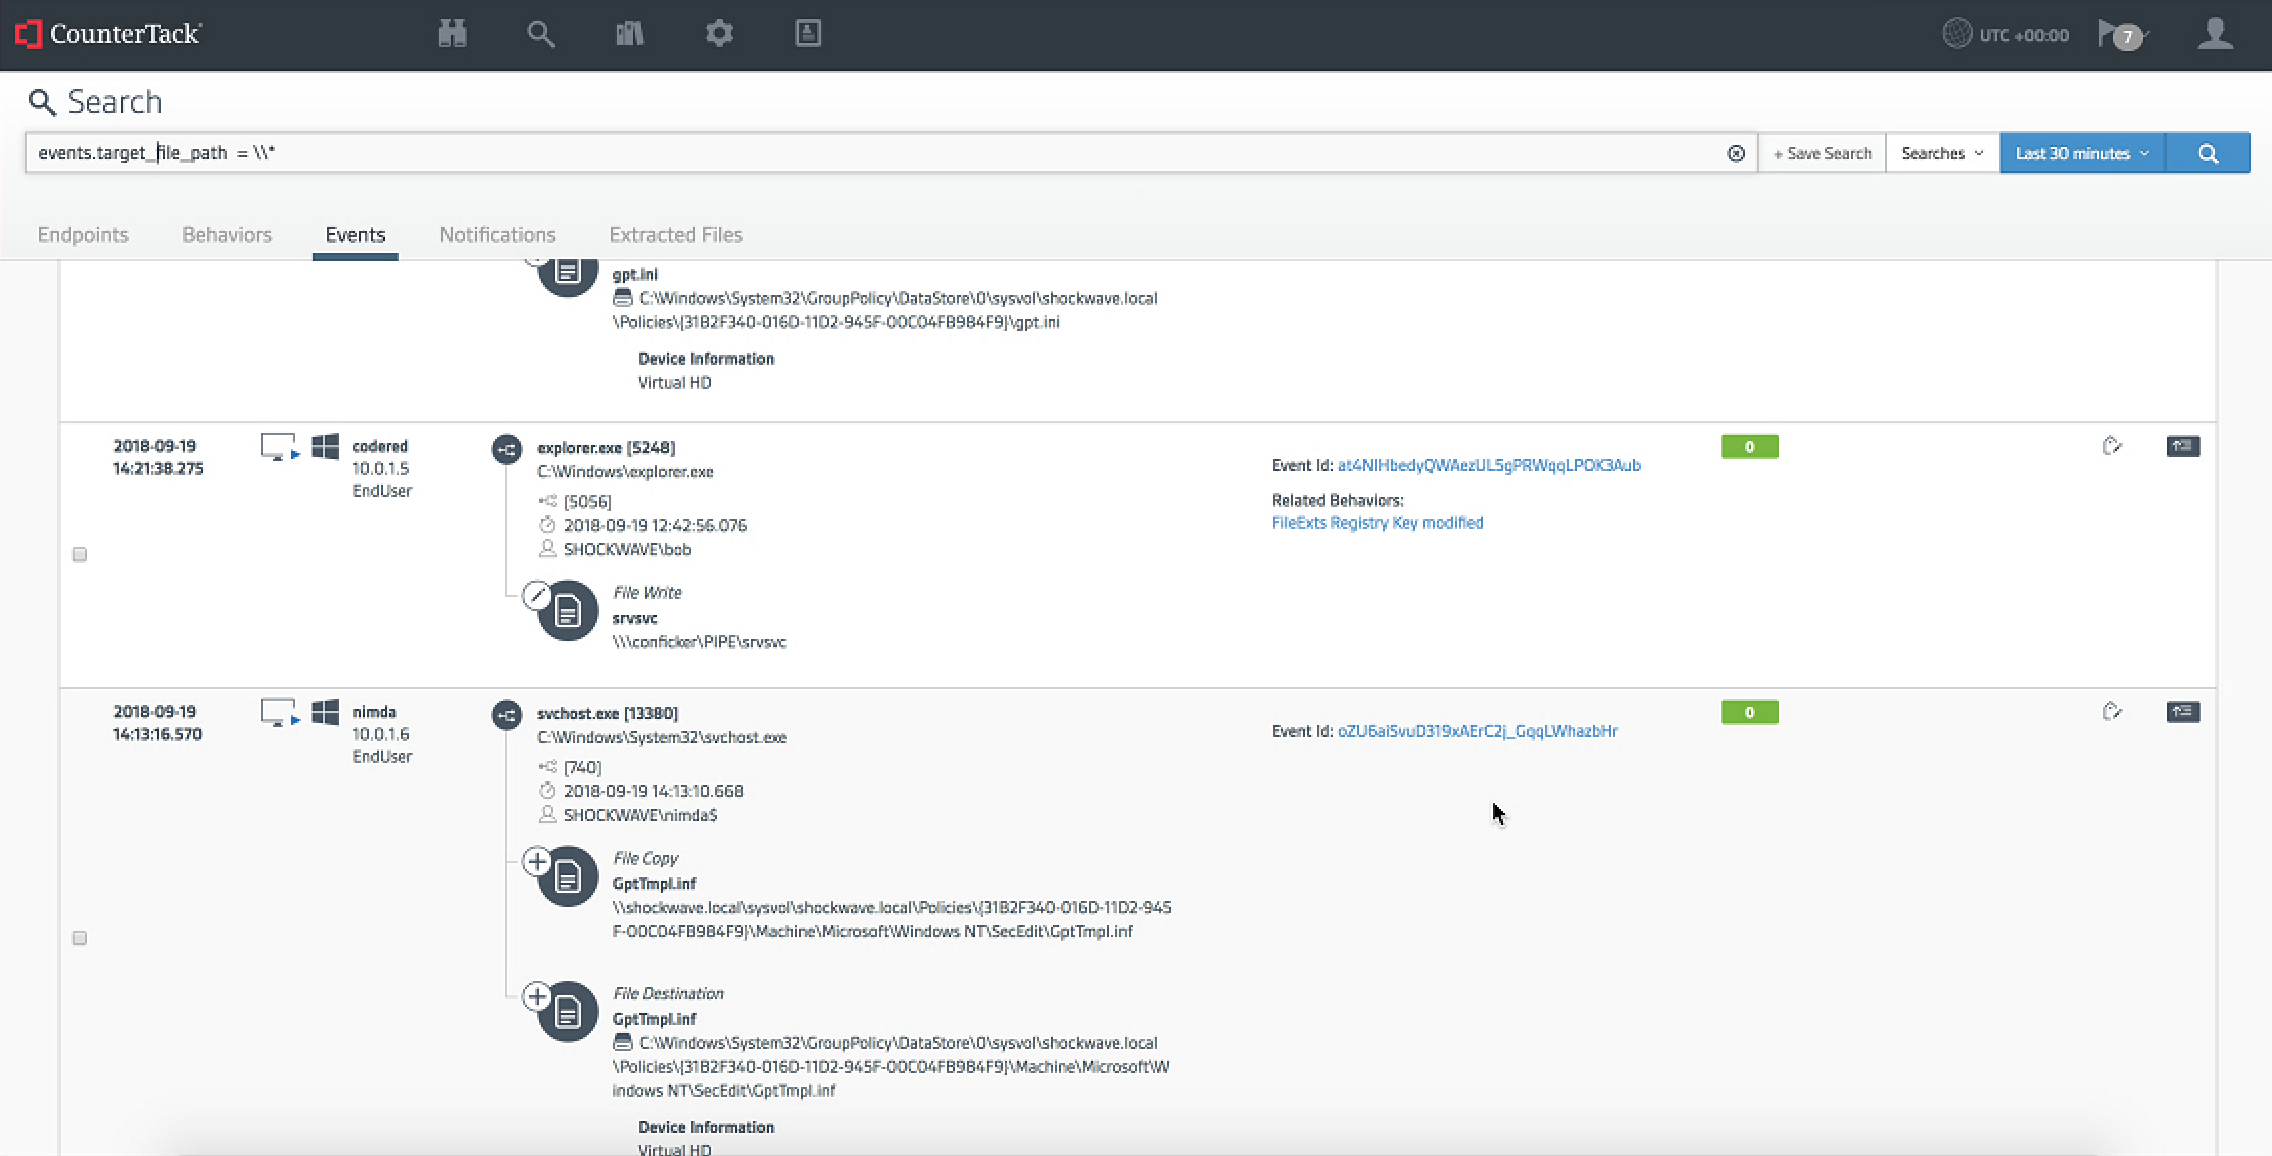 CounterTack
UTC +00:00
7
Search
events.target_file_path = \\*
+ Save Search
Searches
Last 30 minutes
Endpoints
Behaviors
Events
Notifications
Extracted Files
gpt.ini
C:\Windows\System32\GroupPolicy\DataStore\0\sysvol\shockwave.local
\Policies\{31B2F340-016D-11D2-945F-00C04FB984F9}\gpt.ini
Device Information
Virtual HD
2018-09-19
14:21:38.275
codered
10.0.1.5
EndUser
explorer.exe [5248]
C:\Windows\explorer.exe
[5056]
2018-09-19 12:42:56.076
SHOCKWAVE\bob
File Write
srvsvc
\\\conficker\PIPE\srvsvc
Event Id: at4NIHbedyQWAezUL5gPRWqqLPOK3Aub
Related Behaviors:
FileExts Registry Key modified
0
2018-09-19
14:13:16.570
nimda
10.0.1.6
EndUser
svchost.exe [13380]
C:\Windows\System32\svchost.exe
[740]
2018-09-19 14:13:10.668
SHOCKWAVE\nimda$
File Copy
GptTmpl.inf
\\shockwave.local\sysvol\shockwave.local\Policies\{31B2F340-016D-11D2-945
F-00C04FB984F9}\Machine\Microsoft\Windows NT\SecEdit\GptTmpl.inf
File Destination
GptTmpl.inf
C:\Windows\System32\GroupPolicy\DataStore\0\sysvol\shockwave.local
\Policies\{31B2F340-016D-11D2-945F-00C04FB984F9}\Machine\Microsoft\W
indows NT\SecEdit\GptTmpl.inf
Device Information
Virtual HD
Event Id: oZU6ai5vuD319xAErC2j_GqqLWhazbHr
0